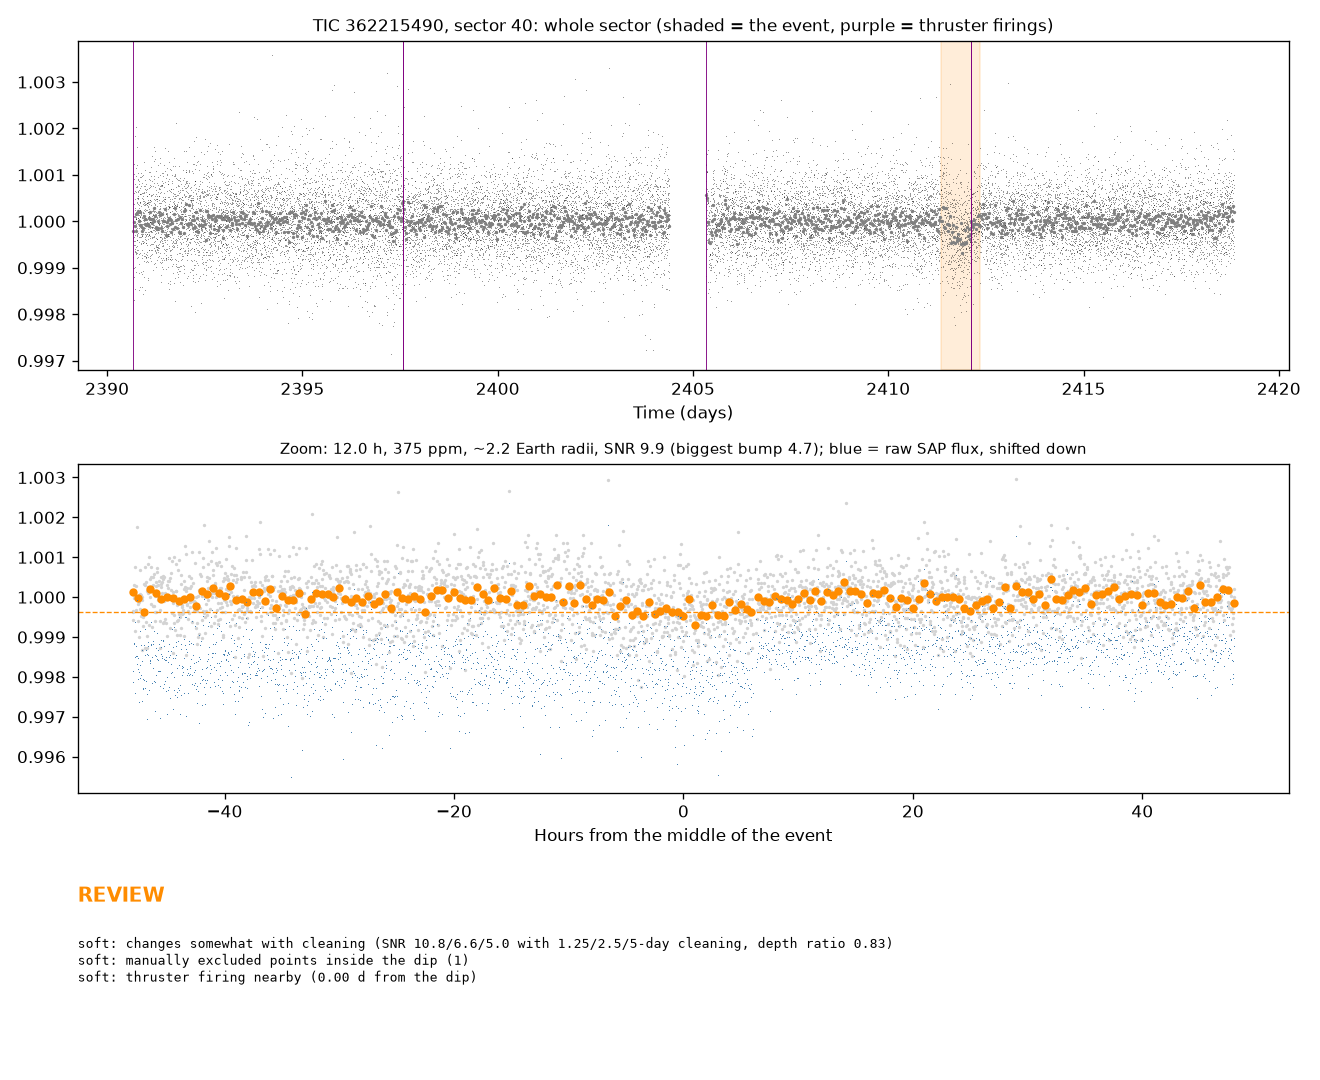 TIC 362215490, sector 40: whole sector (shaded = the event, purple = thruster firings)
1.003
1.002
1.001
1.000
0.999
0.998
0.997
2390 2395 2400 2405 2410 2415 2420
Time (days)
Zoom: 12.0 h, 375 ppm, ~2.2 Earth radii, SNR 9.9 (biggest bump 4.7); blue = raw SAP flux, shifted down
1.003
1.002
1.001
1.000
0.999
0.998
0.997
0.996
−40 −20 0 20 40
Hours from the middle of the event
REVIEW
soft: changes somewhat with cleaning (SNR 10.8/6.6/5.0 with 1.25/2.5/5-day cleaning, depth ratio 0.83)
soft: manually excluded points inside the dip (1)
soft: thruster firing nearby (0.00 d from the dip)